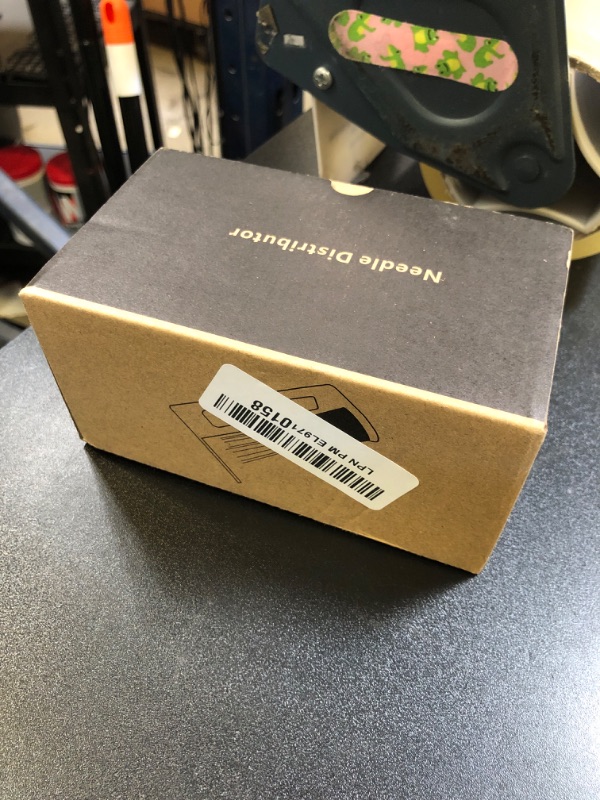 Needle Distributor
LPN PM EL9710158